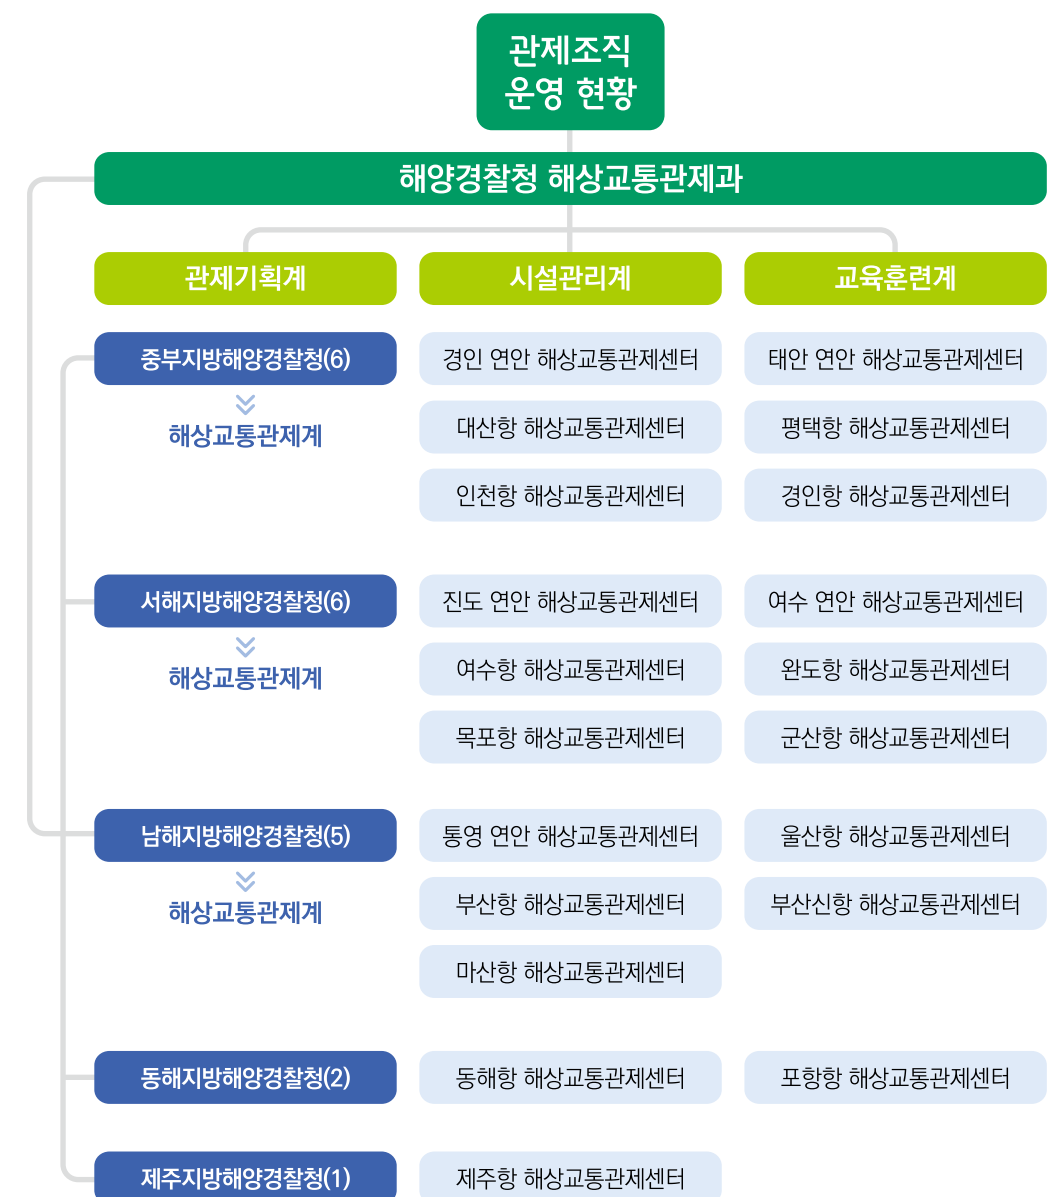 관제조직
운영 현황
해양경찰청 해상교통관제과
관제기획계
시설관리계
교육훈련계
중부지방해양경찰청(6)
해상교통관제계
경인 연안 해상교통관제센터
태안 연안 해상교통관제센터
대산항 해상교통관제센터
평택항 해상교통관제센터
인천항 해상교통관제센터
경인항 해상교통관제센터
서해지방해양경찰청(6)
해상교통관제계
진도 연안 해상교통관제센터
여수 연안 해상교통관제센터
여수항 해상교통관제센터
완도항 해상교통관제센터
목포항 해상교통관제센터
군산항 해상교통관제센터
남해지방해양경찰청(5)
해상교통관제계
통영 연안 해상교통관제센터
울산항 해상교통관제센터
부산항 해상교통관제센터
부산신항 해상교통관제센터
마산항 해상교통관제센터
동해지방해양경찰청(2)
동해항 해상교통관제센터
포항항 해상교통관제센터
제주지방해양경찰청(1)
제주항 해상교통관제센터